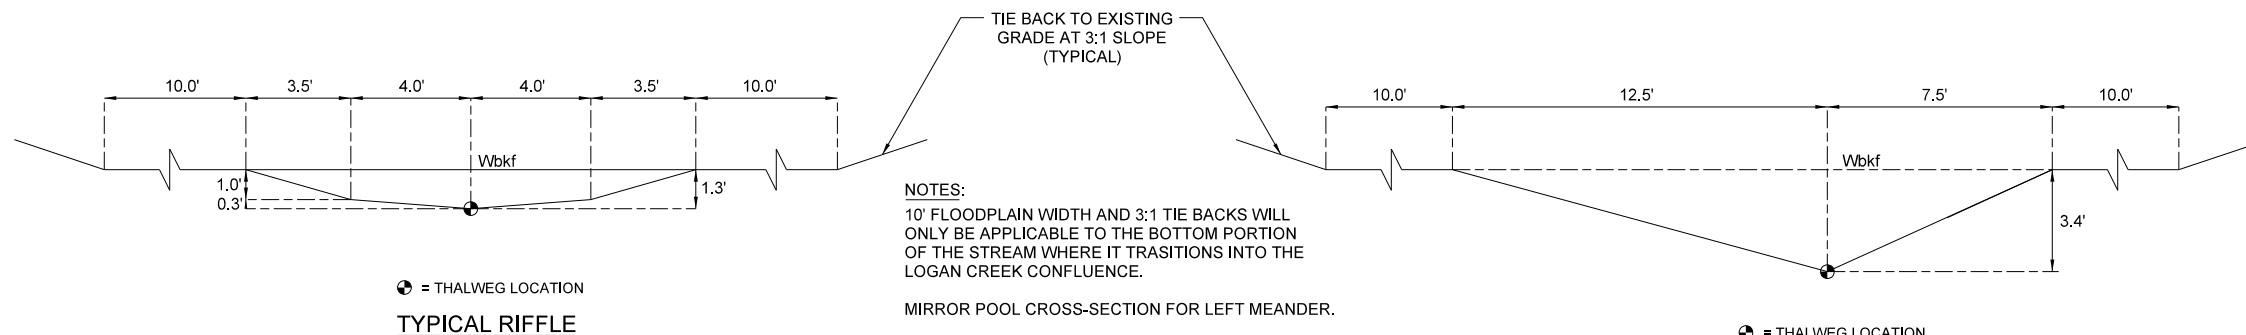 TIE BACK TO EXISTING
GRADE AT 3:1 SLOPE
(TYPICAL)
10.0'
3.5'
4.0'
4.0'
3.5'
10.0'
Wbkf
1.0'
0.3'
1.3'
= THALWEG LOCATION
TYPICAL RIFFLE
NOTES:
10' FLOODPLAIN WIDTH AND 3:1 TIE BACKS WILL
ONLY BE APPLICABLE TO THE BOTTOM PORTION
OF THE STREAM WHERE IT TRASITIONS INTO THE
LOGAN CREEK CONFLUENCE.
MIRROR POOL CROSS-SECTION FOR LEFT MEANDER.
10.0'
12.5'
7.5'
10.0'
Wbkf
3.4'
= THALWEG LOCATION